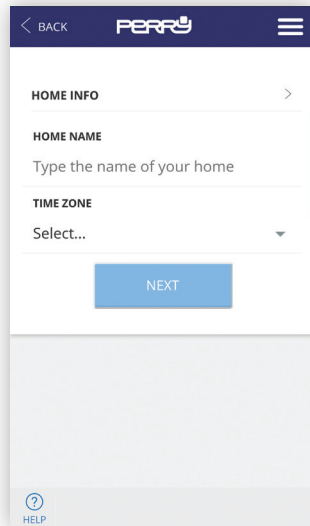 BACK PERRY
HOME INFO
HOME NAME
Type the name of your home
TIME ZONE
Select...
NEXT
?
HELP